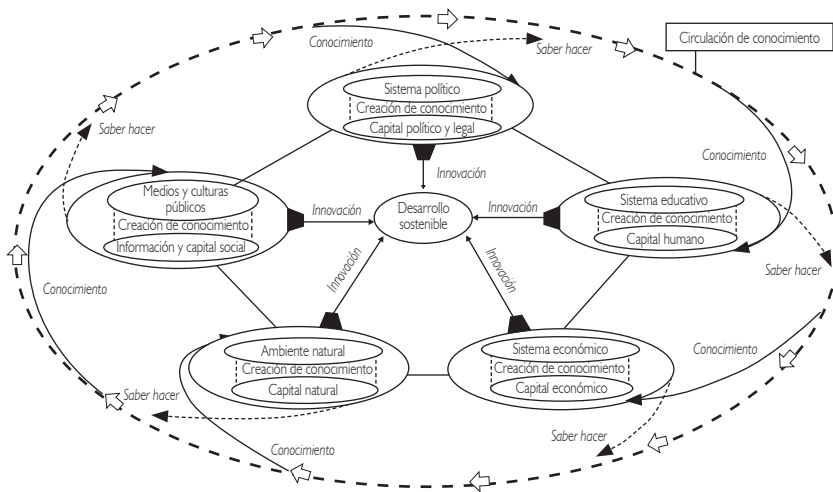 Conocimiento
Saber hacer
Circulación de conocimiento
Sistema político
Creación de conocimiento
Capital político y legal
Saber hacer
Innovación
Conocimiento
Medios y culturas
públicos
Creación de conocimiento
Información y capital social
Innovación
Desarrollo
sostenible
Innovación
Sistema educativo
Creación de conocimiento
Capital humano
Saber hacer
Conocimiento
Innovación
Innovación
Ambiente natural
Creación de conocimiento
Capital natural
Sistema económico
Creación de conocimiento
Capital económico
Conocimiento
Saber hacer
Saber hacer
Conocimiento